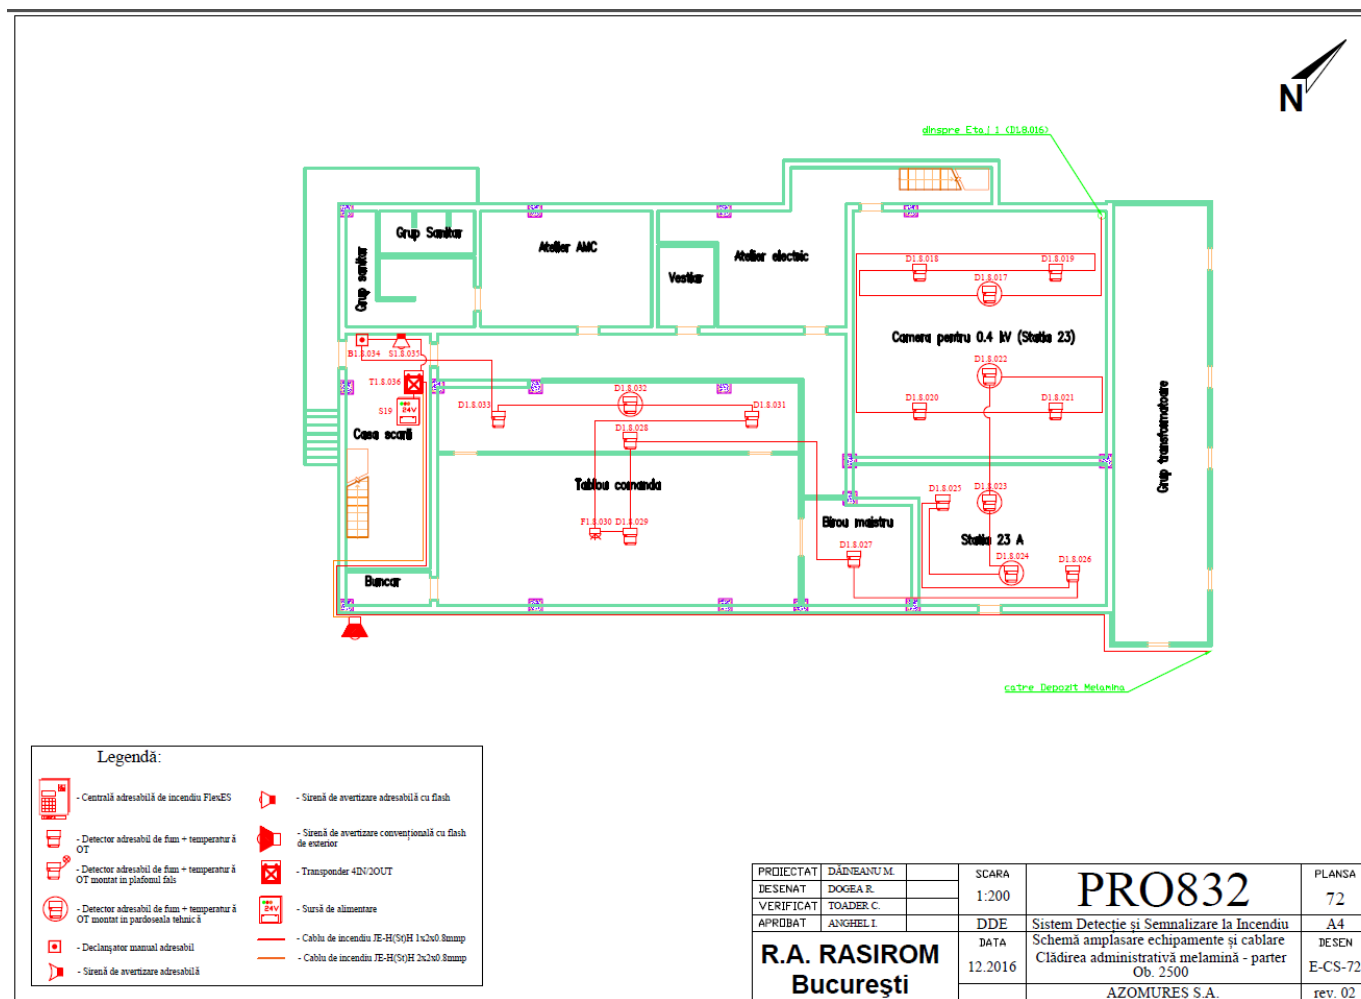 N
dinspre Etaj 1 (D1.8.016)
Grup Sanitar
Grup sanitar
Atelier AMC
Vestiar
Atelier electric
D1.8.018
D1.8.019
D1.8.017
Camera pentru 0.4 kV (Statia 23)
D1.8.022
D1.8.020
D1.8.021
Grup transformatoare
B1.8.034
S1.8.035
T1.8.036
S19
24V
Casa scarii
D1.8.033
D1.8.032
D1.8.031
D1.8.028
Tablou comanda
F1.8.030
D1.8.029
Birou maistru
D1.8.027
D1.8.025
D1.8.023
Statia 23 A
D1.8.024
D1.8.026
Buncar
catre Depozit Melamina
Legendă:
- Centrală adresabilă de incendiu FlexES
- Detector adresabil de fum + temperatură
OT
- Detector adresabil de fum + temperatură
OT montat in plafonul fals
- Detector adresabil de fum + temperatură
OT montat in pardoseala tehnică
- Declanșator manual adresabil
- Sirenă de avertizare adresabilă
- Sirenă de avertizare adresabilă cu flash
- Sirenă de avertizare convențională cu flash
de exterior
- Transponder 4IN/2OUT
24V
- Sursă de alimentare
- Cablu de incendiu JE-H(St)H 1x2x0.8mmp
- Cablu de incendiu JE-H(St)H 2x2x0.8mmp
PROIECTAT DĂINEANU M.
DESENAT DOGEA R.
VERIFICAT TOADER C.
APROBAT ANGHEL I.
R.A. RASIROM
București
SCARA
1:200
DDE
DATA
12.2016
PRO832
Sistem Detecție și Semnalizare la Incendiu
Schemă amplasare echipamente și cablare
Clădirea administrativă melamină - parter
Ob. 2500
AZOMURES S.A.
PLANSA
72
A4
DESEN
E-CS-72
rev. 02